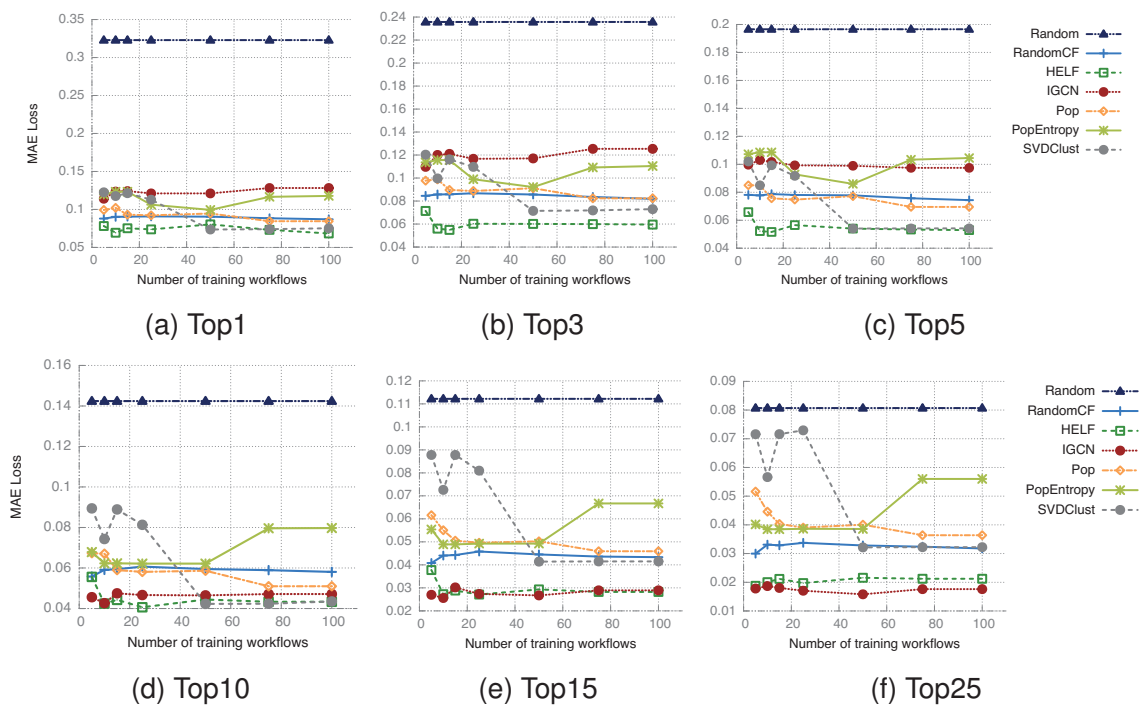 MAE Loss
0.35
0.3
0.25
0.2
0.15
0.1
0.05
0 20 40 60 80 100
Number of training workflows
(a) Top1
0.24
0.22
0.2
0.18
0.16
0.14
0.12
0.1
0.08
0.06
0.04
0 20 40 60 80 100
Number of training workflows
(b) Top3
0.2
0.18
0.16
0.14
0.12
0.1
0.08
0.06
0.04
0 20 40 60 80 100
Number of training workflows
(c) Top5
Random
RandomCF
HELF
IGCN
Pop
PopEntropy
SVDClust
MAE Loss
0.16
0.14
0.12
0.1
0.08
0.06
0.04
0 20 40 60 80 100
Number of training workflows
(d) Top10
0.12
0.11
0.1
0.09
0.08
0.07
0.06
0.05
0.04
0.03
0.02
0 20 40 60 80 100
Number of training workflows
(e) Top15
0.09
0.08
0.07
0.06
0.05
0.04
0.03
0.02
0.01
0 20 40 60 80 100
Number of training workflows
(f) Top25
Random
RandomCF
HELF
IGCN
Pop
PopEntropy
SVDClust